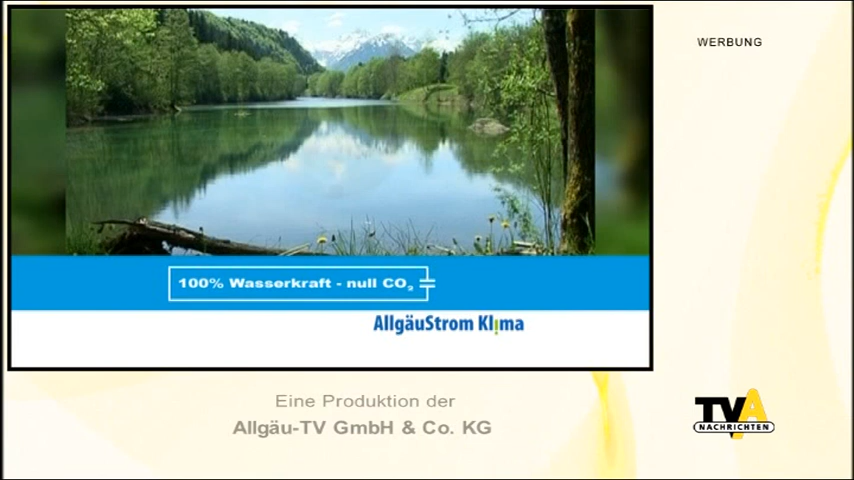 WERBUNG
100% Wasserkraft - null CO₂
AllgäuStrom Klima
Eine Produktion der
Allgäu-TV GmbH & Co. KG
TVA
NACHRICHTEN